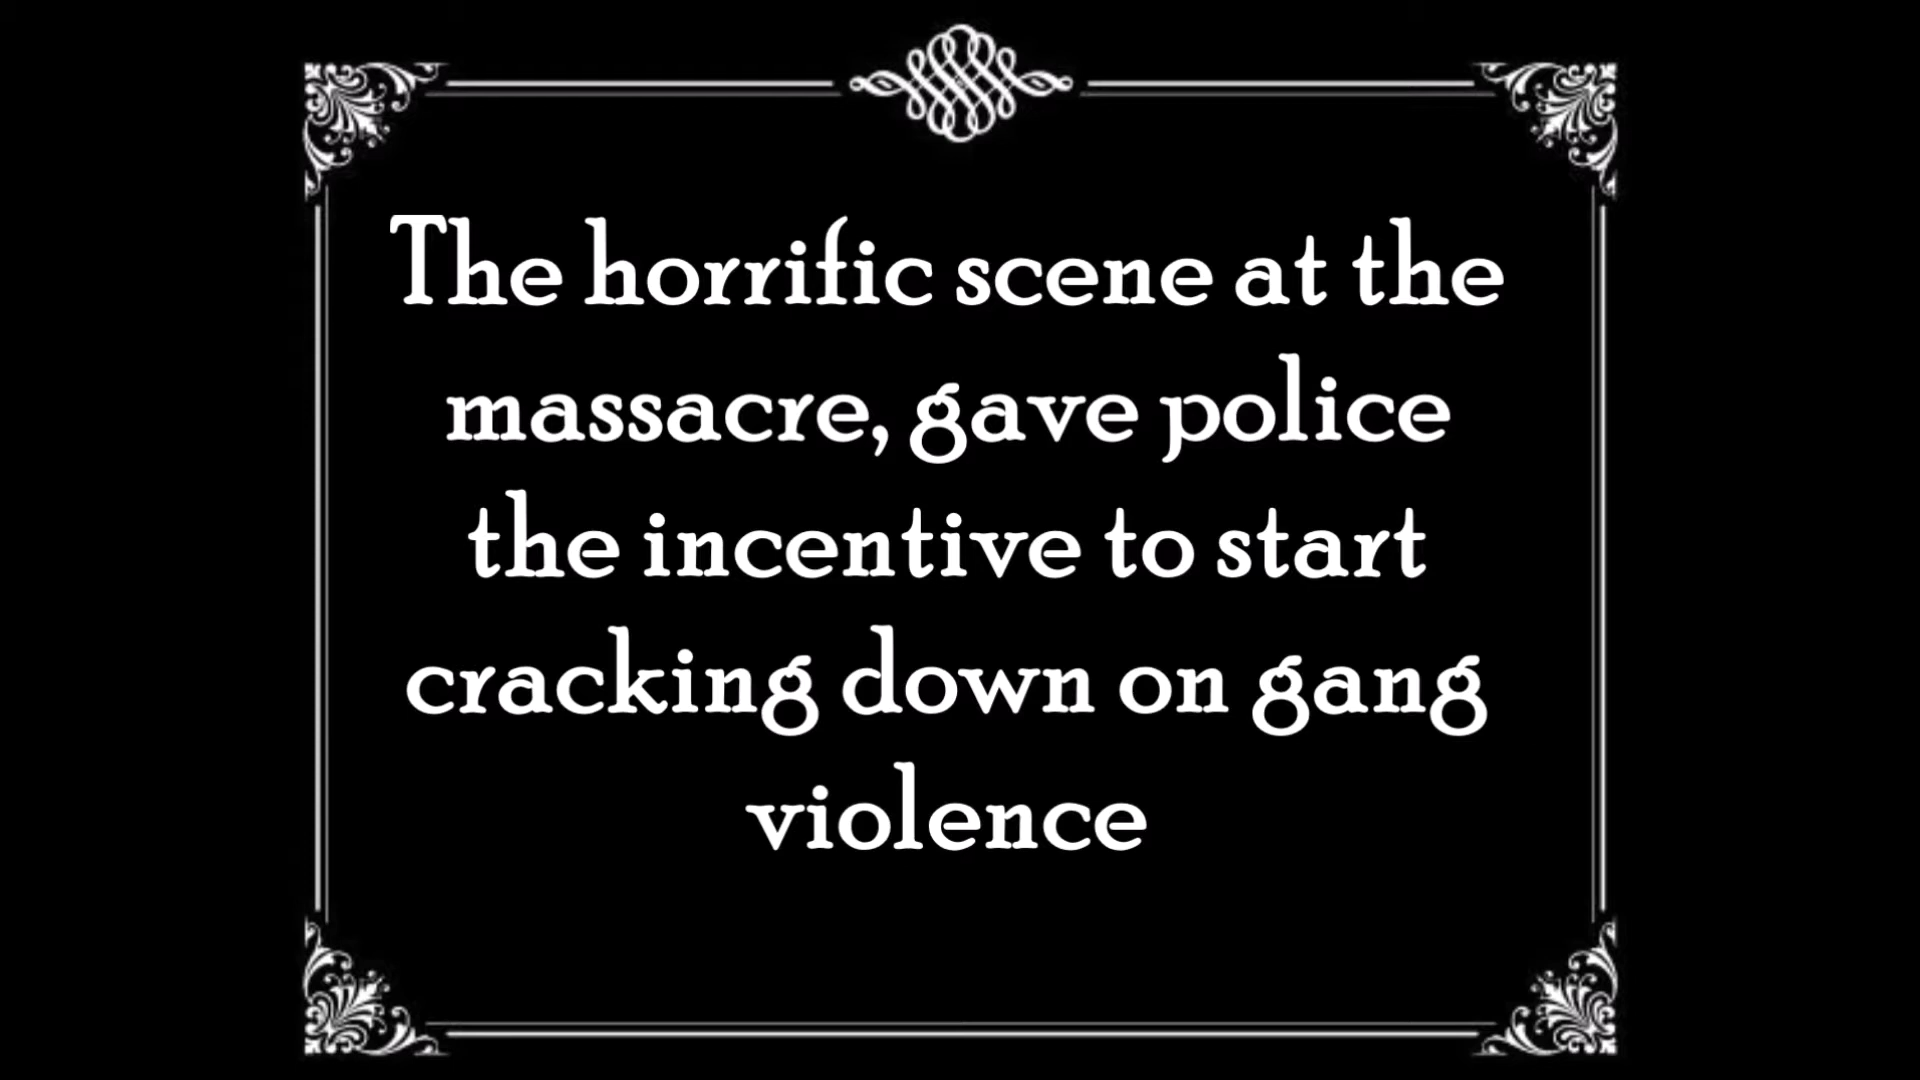 The horrific scene at the
massacre, gave police
the incentive to start
cracking down on gang
violence